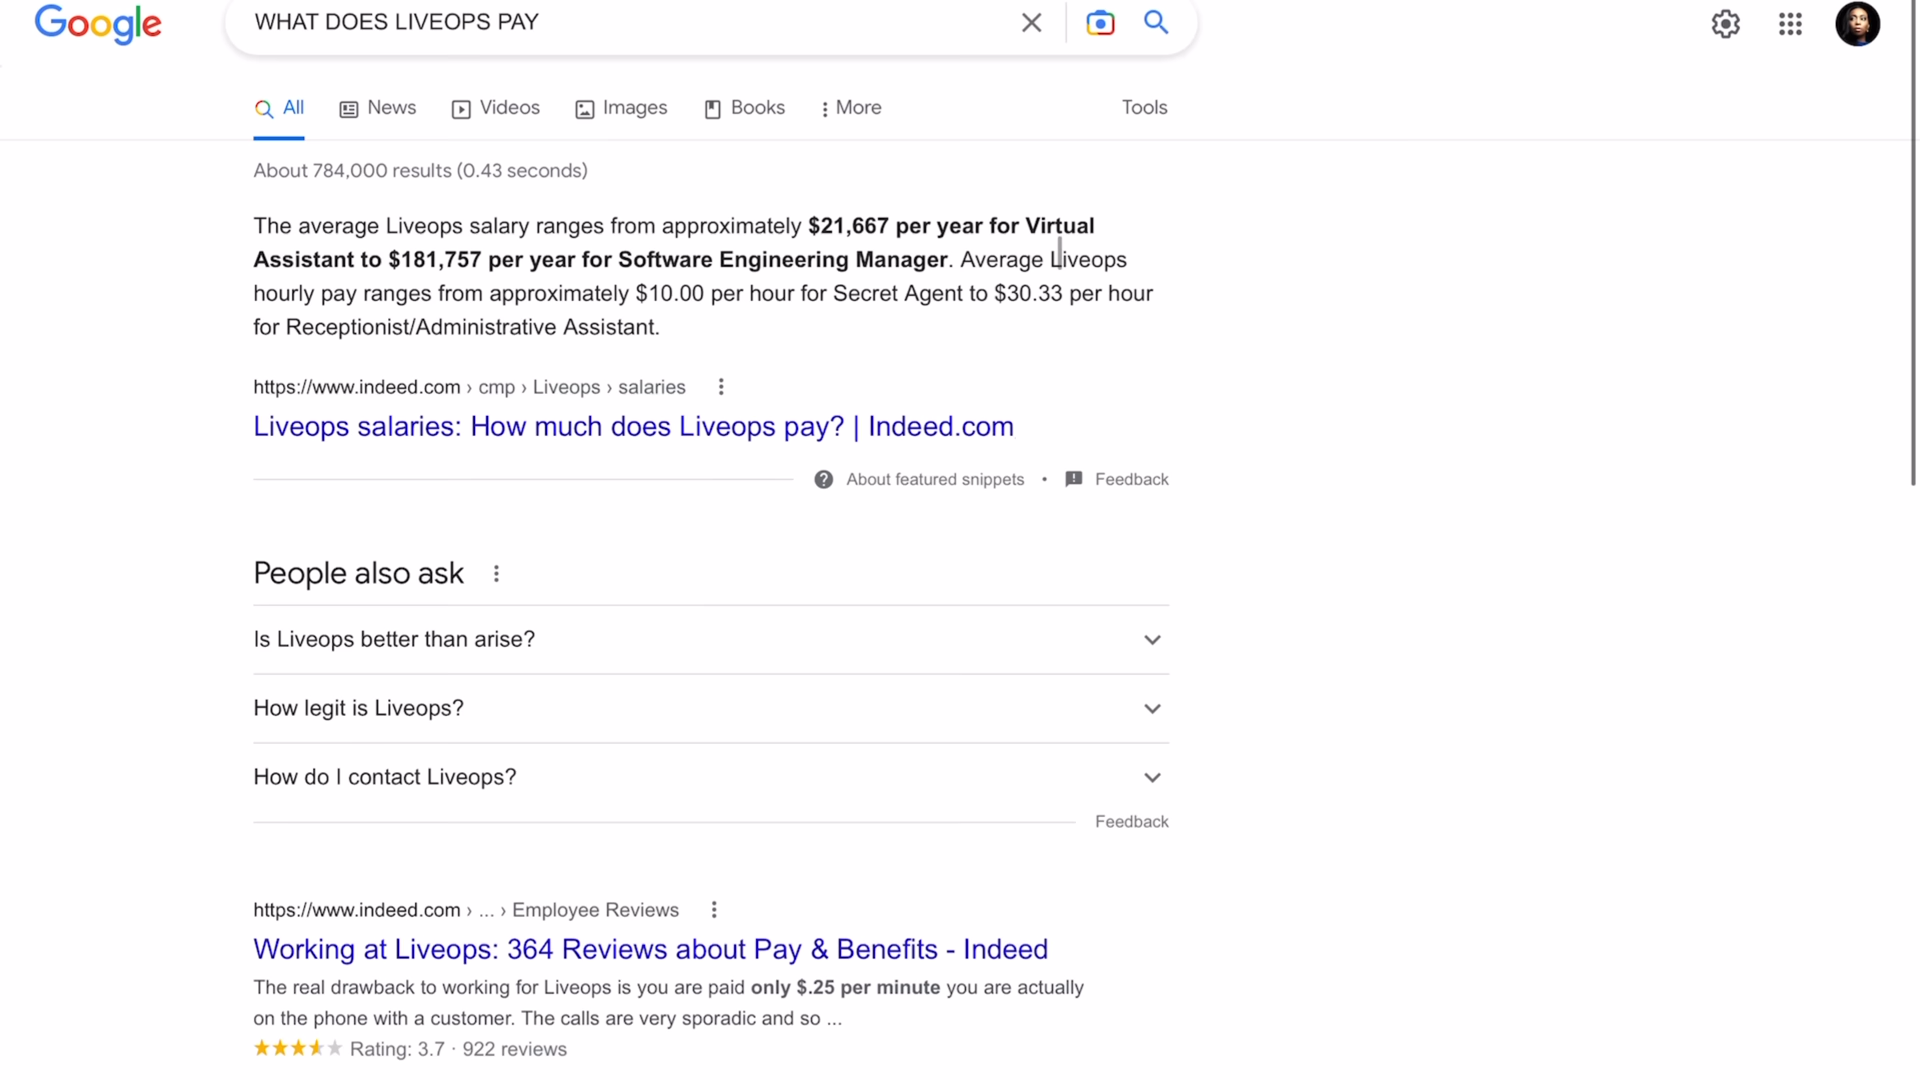 Google
WHAT DOES LIVEOPS PAY
All News Videos Images Books More Tools
About 784,000 results (0.43 seconds)
The average Liveops salary ranges from approximately $21,667 per year for Virtual
Assistant to $181,757 per year for Software Engineering Manager. Average Liveops
hourly pay ranges from approximately $10.00 per hour for Secret Agent to $30.33 per hour
for Receptionist/Administrative Assistant.
https://www.indeed.com › cmp › Liveops › salaries
Liveops salaries: How much does Liveops pay? | Indeed.com
About featured snippets • Feedback
People also ask
Is Liveops better than arise?
How legit is Liveops?
How do I contact Liveops?
Feedback
https://www.indeed.com › ... › Employee Reviews
Working at Liveops: 364 Reviews about Pay & Benefits - Indeed
The real drawback to working for Liveops is you are paid only $.25 per minute you are actually
on the phone with a customer. The calls are very sporadic and so ...
Rating: 3.7 · 922 reviews